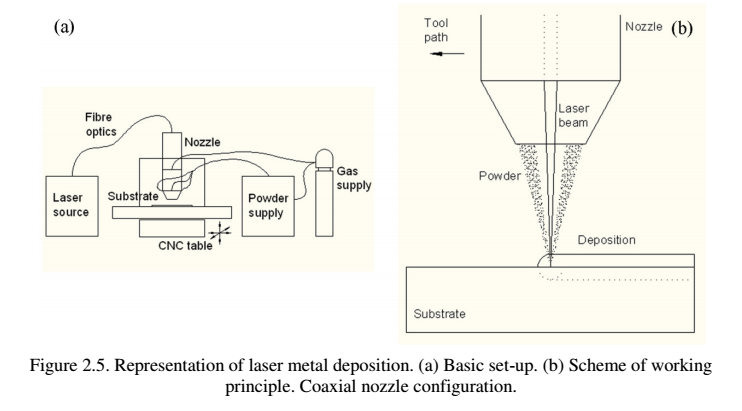 (a)
Fibre
optics
Nozzle
Gas
supply
Laser
source
Substrate
Powder
supply
CNC table
Tool
path
Nozzle
(b)
Laser
beam
Powder
Deposition
Substrate
Figure 2.5. Representation of laser metal deposition. (a) Basic set-up. (b) Scheme of working
principle. Coaxial nozzle configuration.